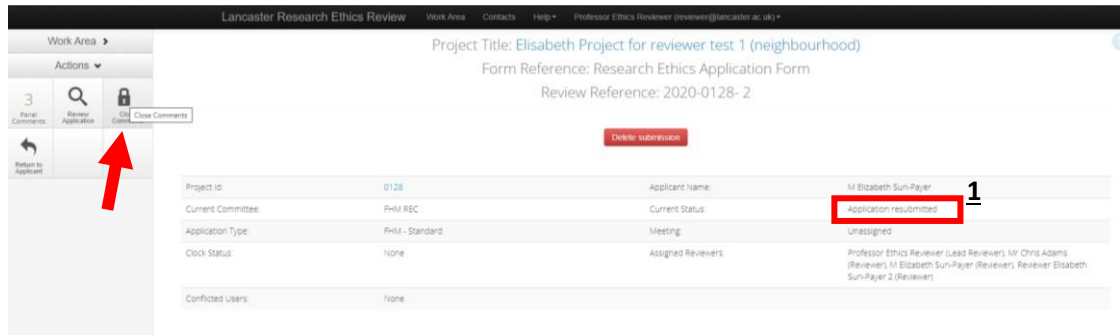 Lancaster Research Ethics Review Work Area Contacts Help Professor Ethics Reviewer (reviewer@lancaster.ac.uk)
Work Area
Actions
3
Panel Comments
Review Application
Close Comments
Return to Applicant
Project Title: Elisabeth Project for reviewer test 1 (neighbourhood)
Form Reference: Research Ethics Application Form
Review Reference: 2020-0128- 2
Delete submission
Project Id: 0128 Applicant Name: M Elizabeth Suri-Payer
1
Current Committee: FHM REC Current Status: Application resubmitted
Application Type: FHM - Standard Meeting: Unassigned
Clock Status: None Assigned Reviewers: Professor Ethics Reviewer (Lead Reviewer), Mr Chris Adams
(Reviewer), M Elizabeth Suri-Payer (Reviewer), Reviewer Elisabeth
Suri-Payer 2 (Reviewer)
Conflicted Users: None